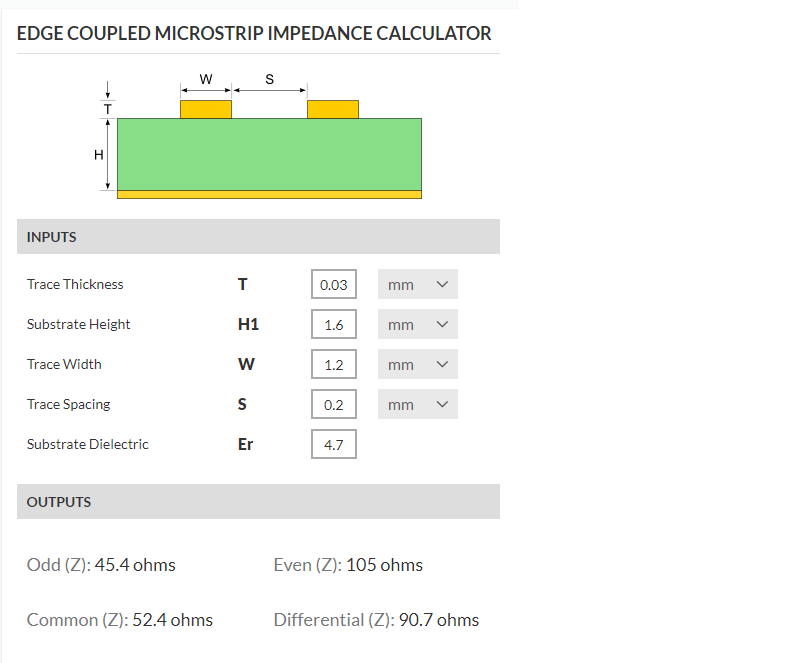 EDGE COUPLED MICROSTRIP IMPEDANCE CALCULATOR
W S
T
H
INPUTS
Trace Thickness T 0.03 mm
Substrate Height H1 1.6 mm
Trace Width W 1.2 mm
Trace Spacing S 0.2 mm
Substrate Dielectric Er 4.7
OUTPUTS
Odd (Z): 45.4 ohms Even (Z): 105 ohms
Common (Z): 52.4 ohms Differential (Z): 90.7 ohms